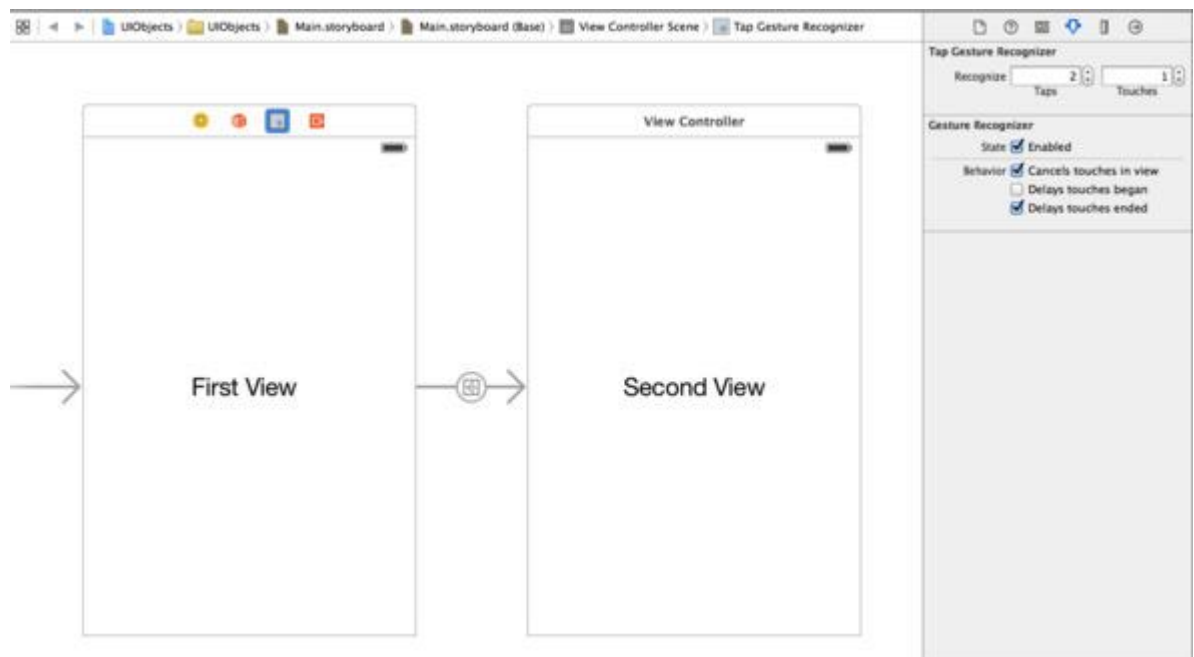 UIObjects UIObjects Main.storyboard Main.storyboard (Base) View Controller Scene Tap Gesture Recognizer
Tap Gesture Recognizer
Recognize 2 1
Taps Touches
View Controller
Gesture Recognizer
State Enabled
Behavior Cancels touches in view
Delays touches began
Delays touches ended
First View
Second View